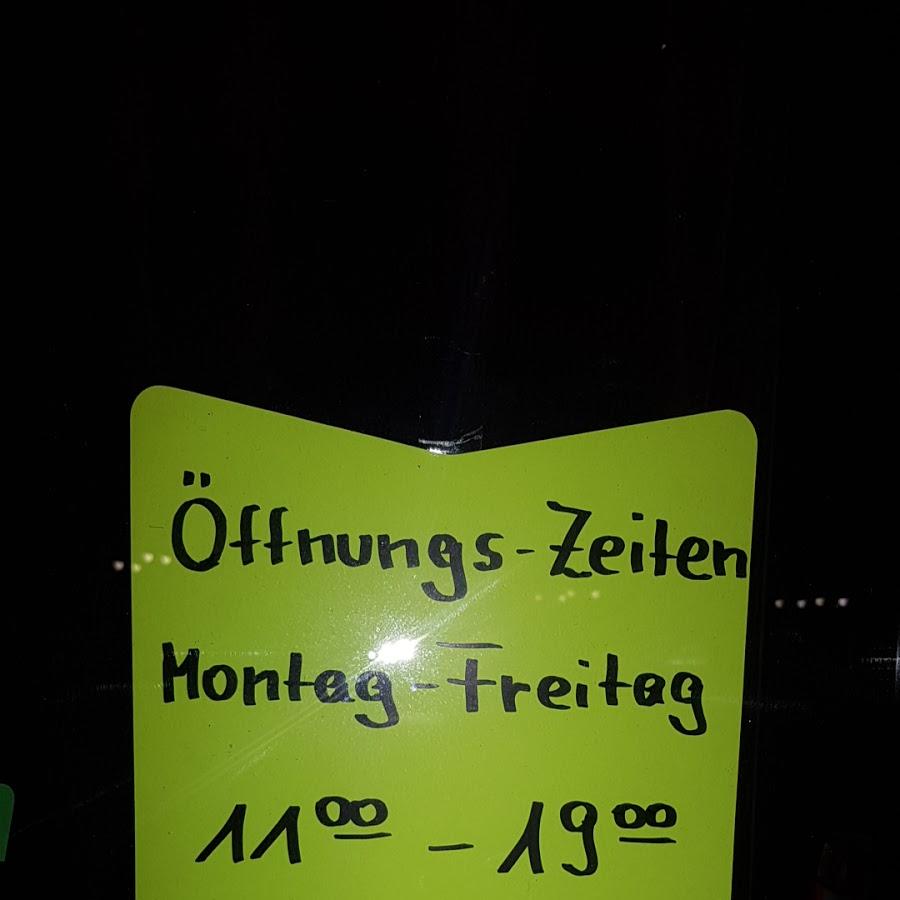 Öffnungs-Zeiten
Montag-Freitag
11⁰⁰ - 19⁰⁰